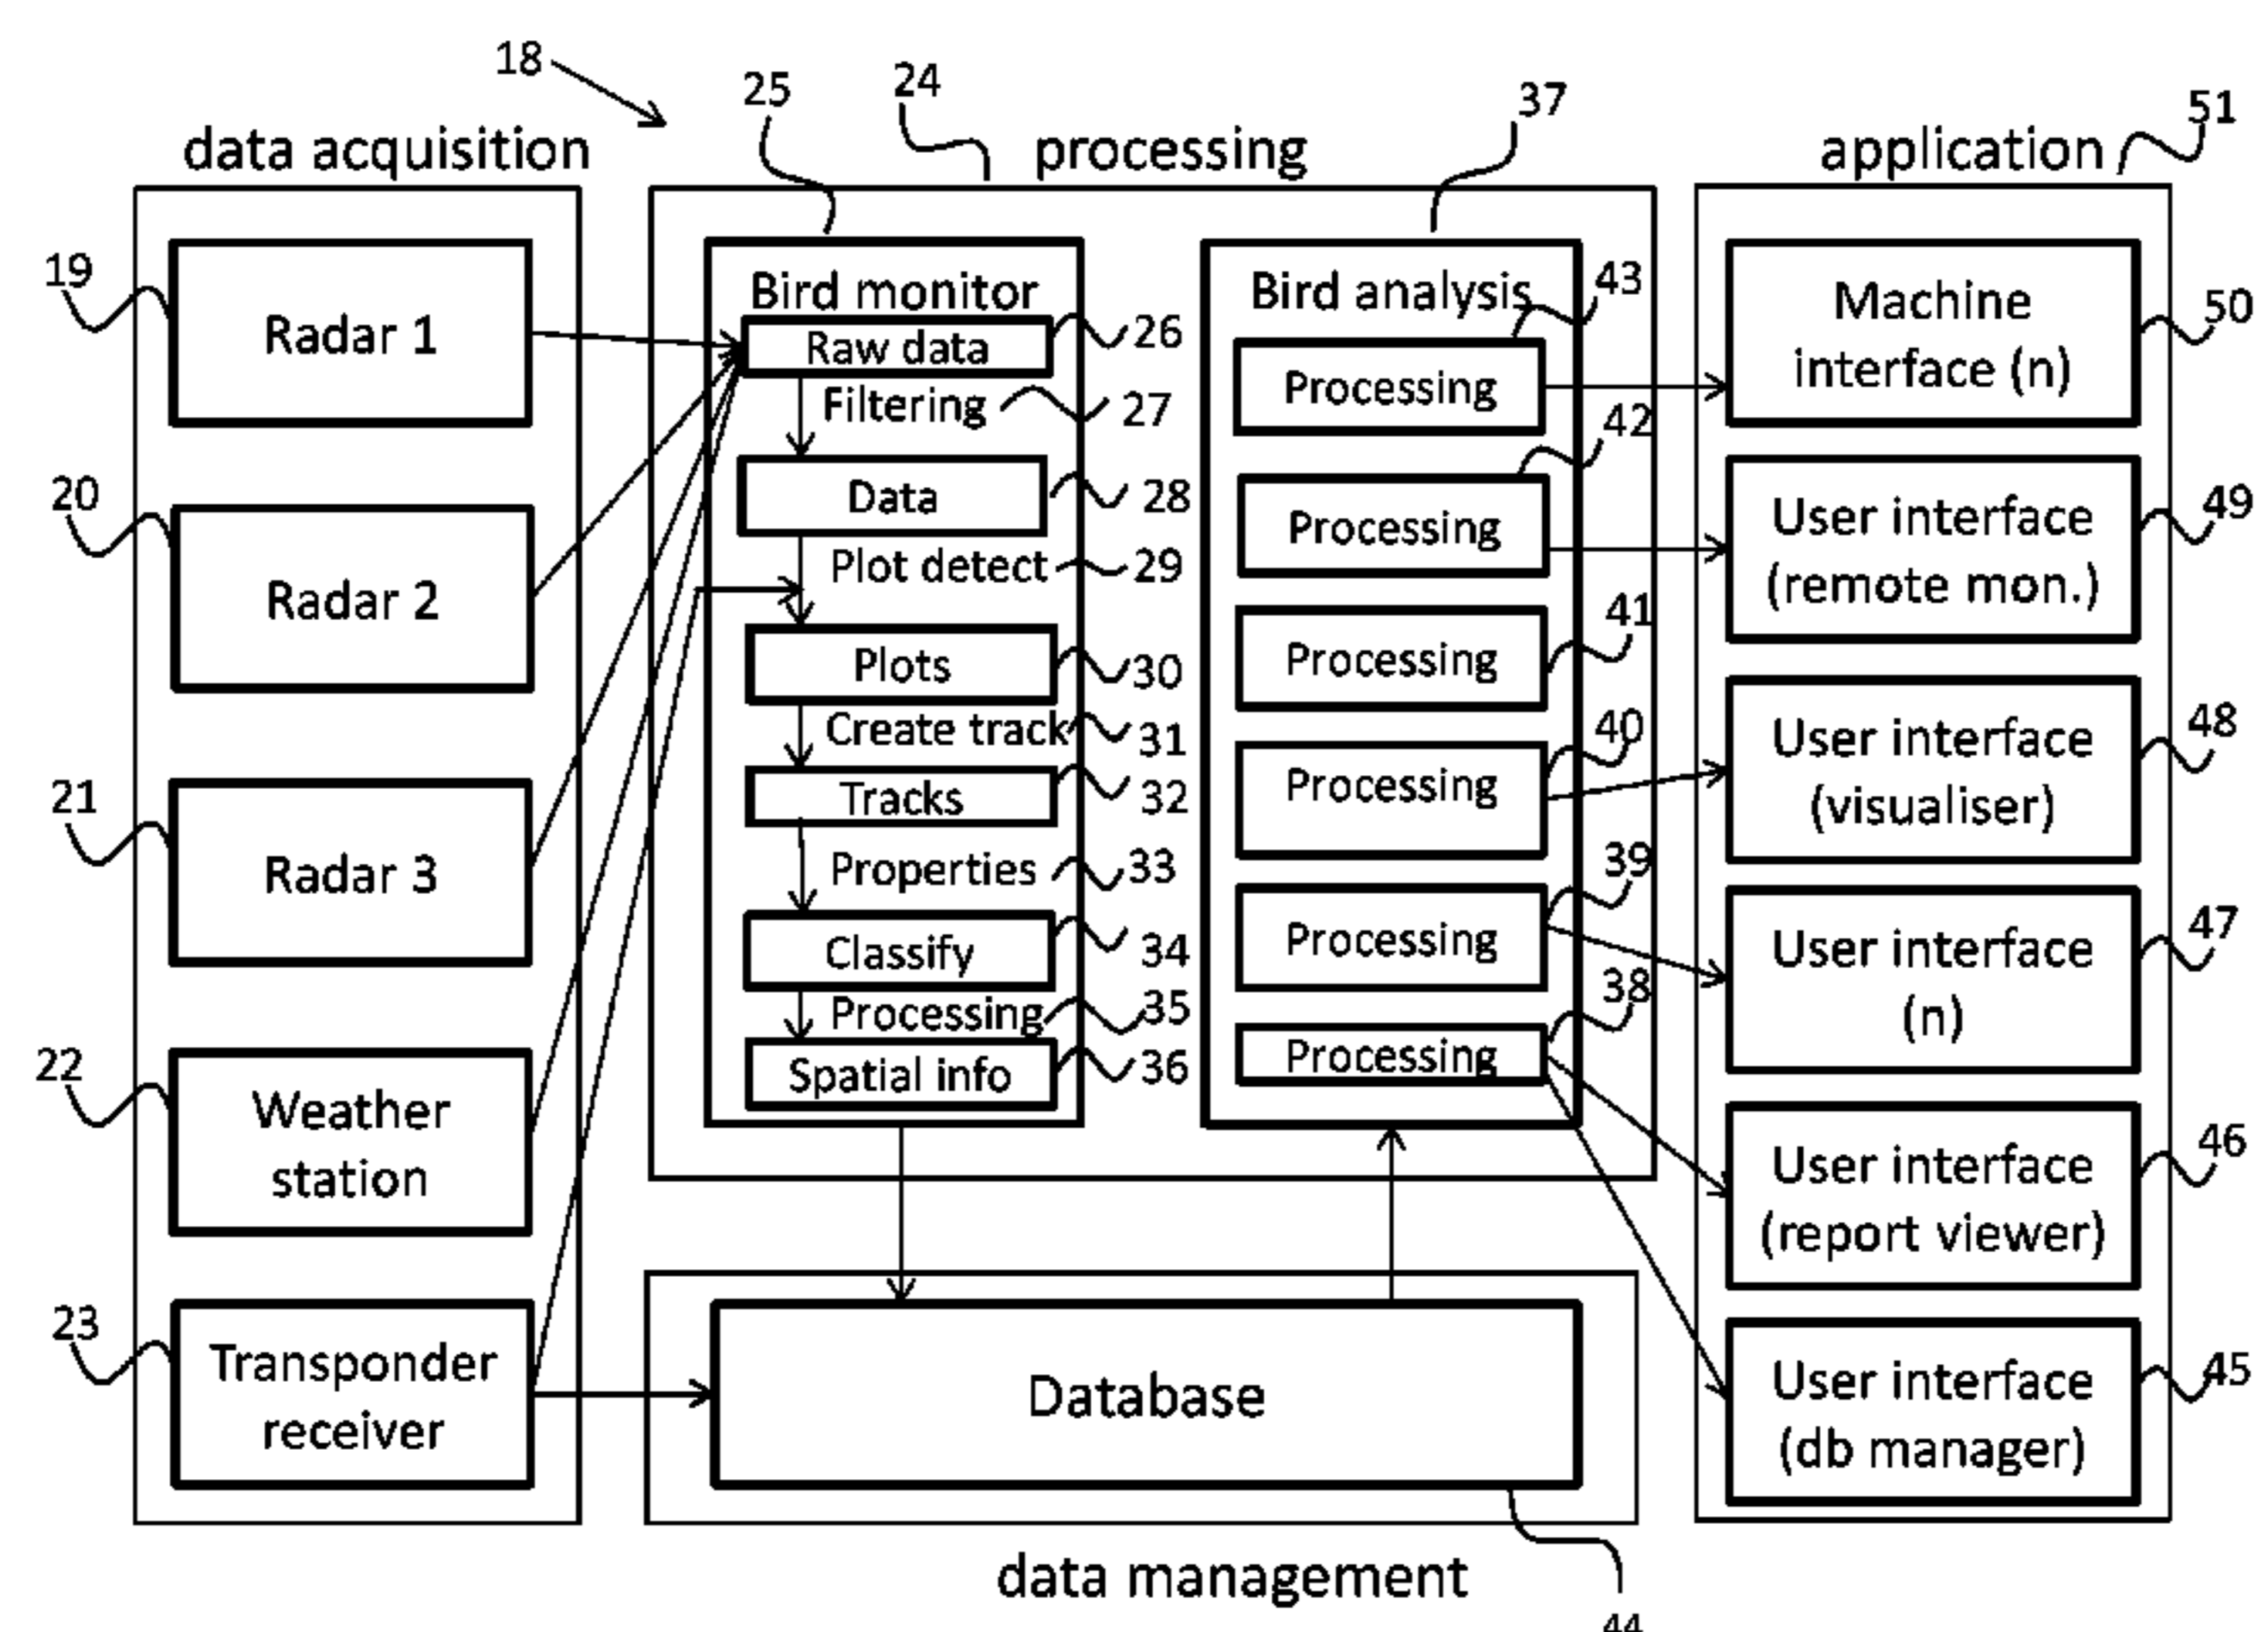 18
25
24
37
51
data acquisition
processing
application
19
Radar 1
20
Radar 2
21
Radar 3
22
Weather
station
23
Transponder
receiver
Bird monitor
Raw data
26
Filtering
27
Data
28
Plot detect
29
Plots
30
Create track
31
Tracks
32
Properties
33
Classify
34
Processing
35
Spatial info
36
Bird analysis
43
Processing
42
Processing
41
Processing
40
Processing
39
Processing
38
Processing
Machine
interface (n)
50
User interface
(remote mon.)
49
User interface
(visualiser)
48
User interface
(n)
47
User interface
(report viewer)
46
User interface
(db manager)
45
Database
data management
44